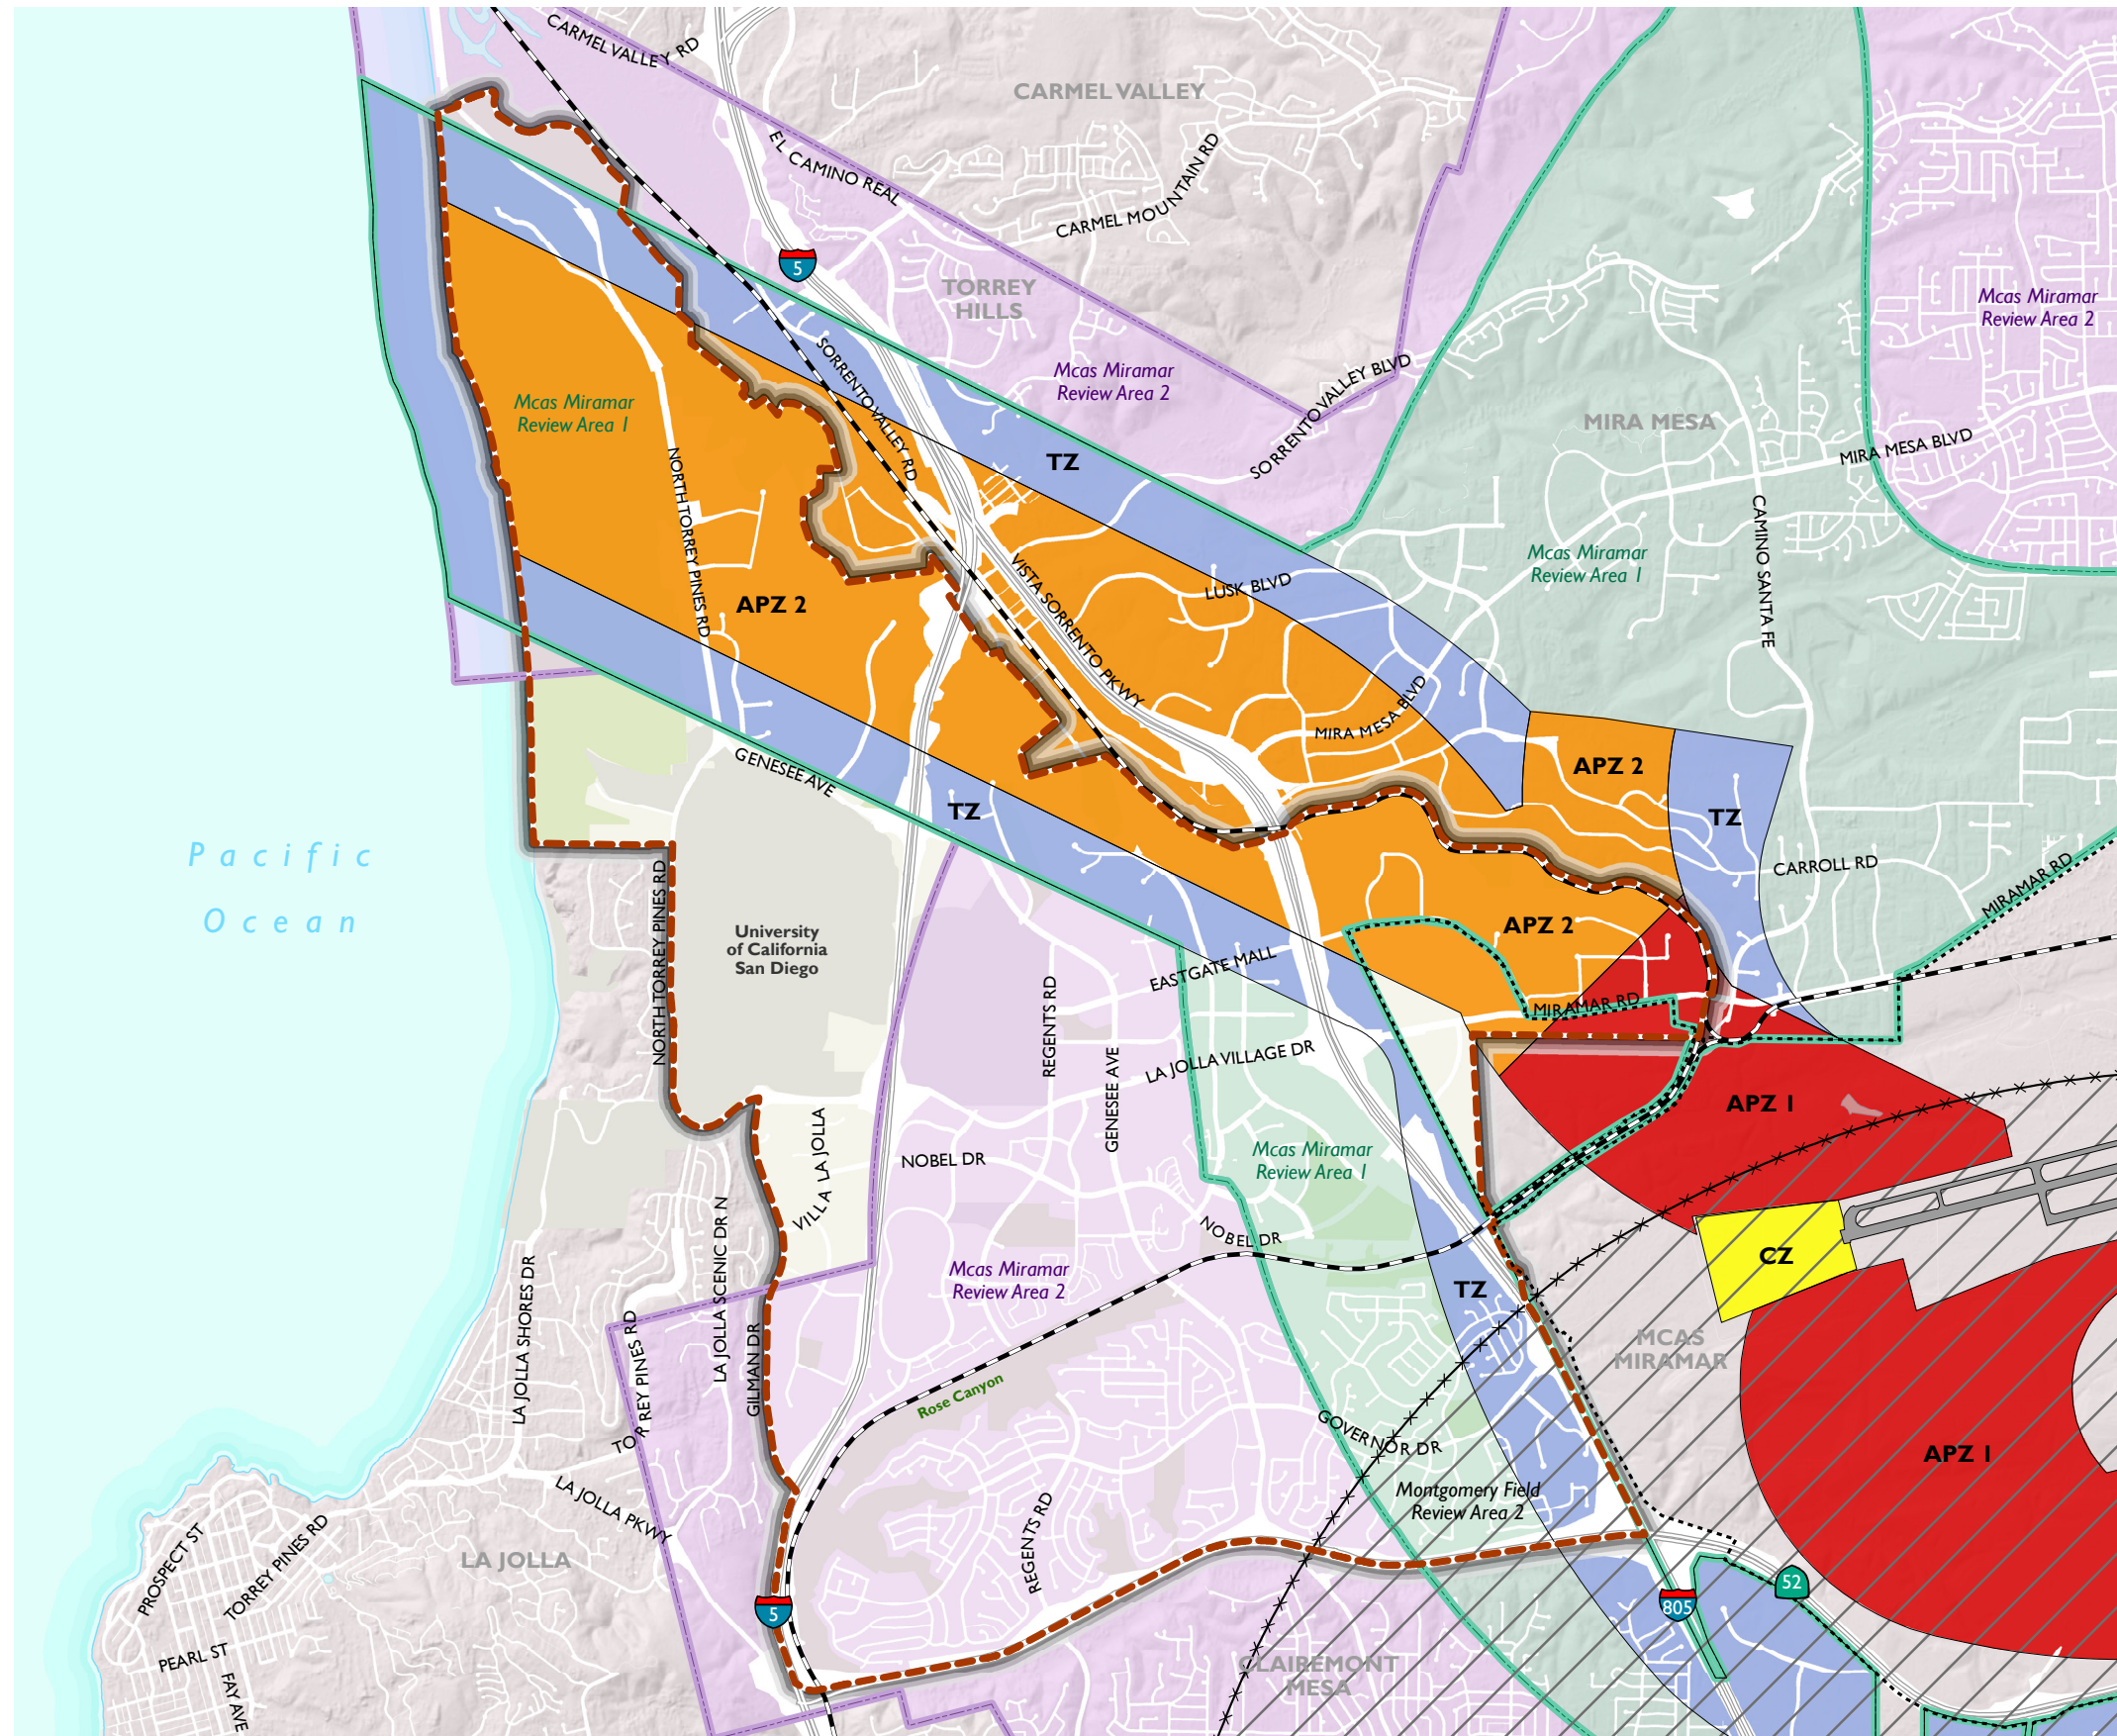 CARMEL VALLEY RD
CARMEL VALLEY
EL CAMINO REAL
CARMEL MOUNTAIN RD
5
TORREY
HILLS
Mcas Miramar
Review Area 2
Mcas Miramar
Review Area 2
SORRENTO VALLEY RD
SORRENTO VALLEY BLVD
Mcas Miramar
Review Area 1
MIRA MESA
MIRA MESA BLVD
TZ
NORTH TORREY PINES RD
CAMINO SANTA FE
Mcas Miramar
Review Area 1
VISTA SORRENTO PKWY
LUSK BLVD
APZ 2
MIRA MESA BLVD
GENESEE AVE
APZ 2
TZ
TZ
Pacific
Ocean
CARROLL RD
MIRAMAR RD
NORTH TORREY PINES RD
University
of California
San Diego
APZ 2
EASTGATE MALL
REGENTS RD
MIRAMAR RD
GENESEE AVE
LA JOLLA VILLAGE DR
APZ 1
VILLA LA JOLLA
NOBEL DR
Mcas Miramar
Review Area 1
NOBEL DR
LA JOLLA SHORES DR
LA JOLLA SCENIC DR N
CZ
Mcas Miramar
Review Area 2
TZ
TORREY PINES RD
GILMAN DR
MCAS
MIRAMAR
Rose Canyon
GOVERNOR DR
APZ 1
Montgomery Field
Review Area 2
LA JOLLA PKWY
REGENTS RD
PROSPECT ST
TORREY PINES RD
LA JOLLA
5
805
52
PEARL ST
FAY AVE
CLAIREMONT
MESA